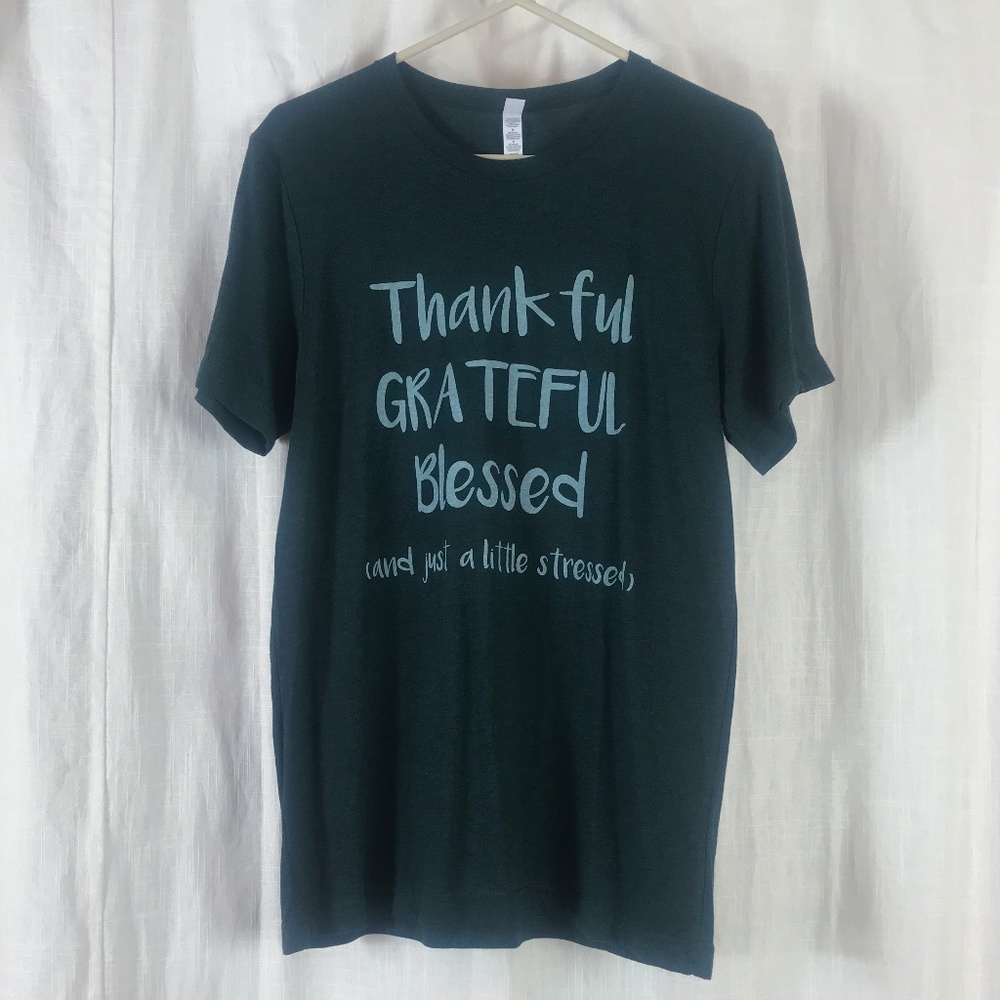 Thankful
GRATEFUL
Blessed
(and just a little stressed)